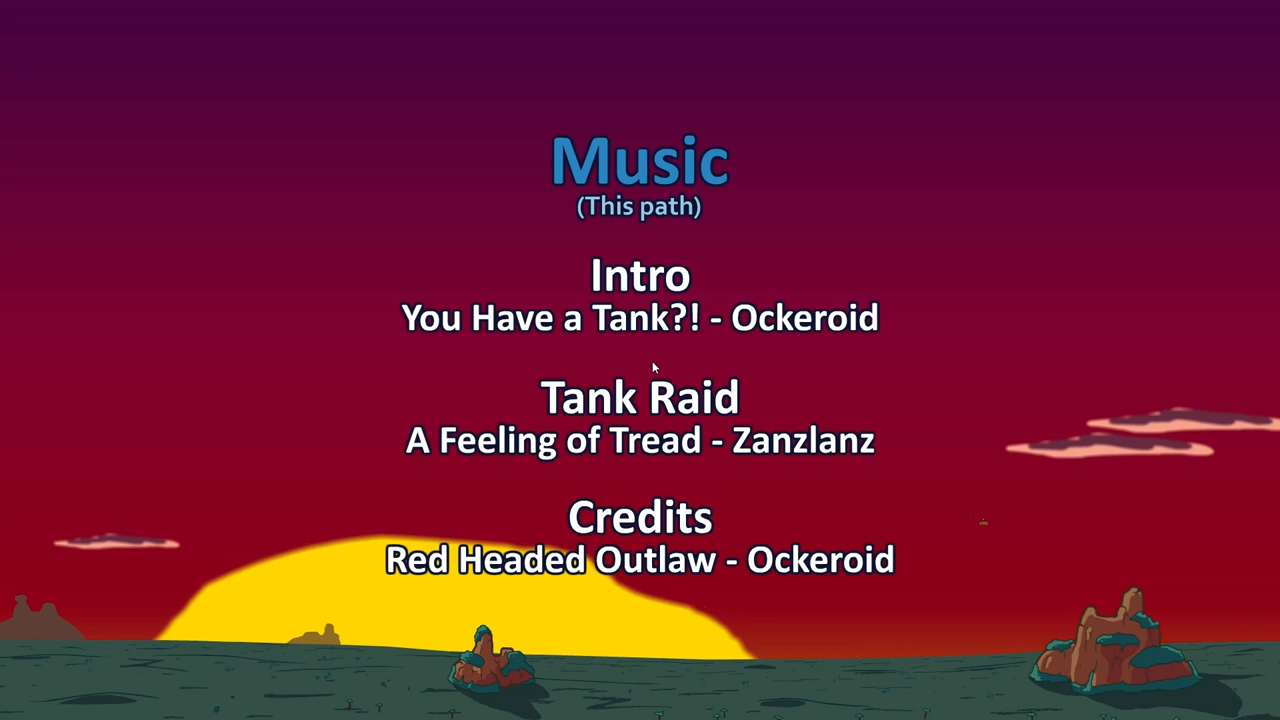 Music
(This path)
Intro
You Have a Tank?! - Ockeroid
Tank Raid
A Feeling of Tread - Zanzlanz
Credits
Red Headed Outlaw - Ockeroid